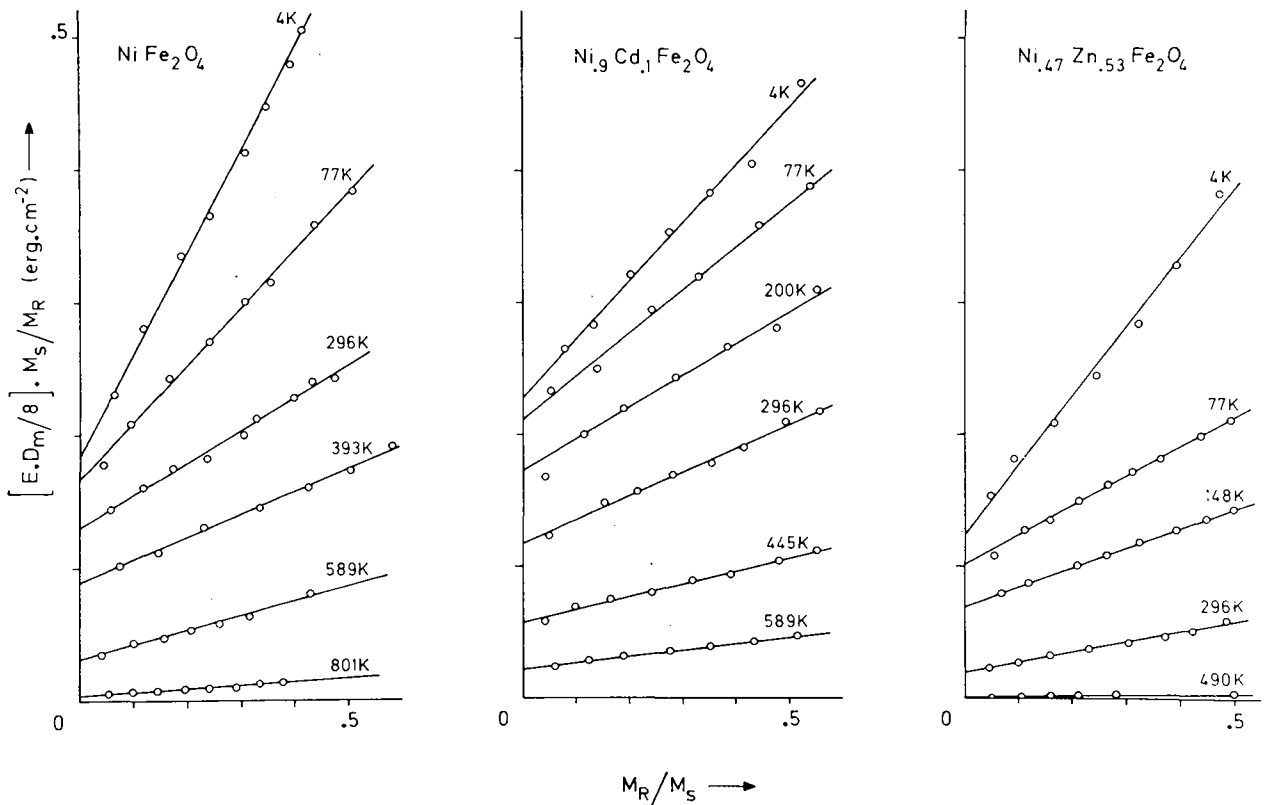 [E.Dm/8]. Ms/MR (erg.cm⁻²) ⟶
.5
Ni Fe₂O₄
4K
77K
296K
393K
589K
801K
0
.5
Ni.9 Cd.1 Fe₂O₄
4K
77K
200K
296K
445K
589K
0
.5
Ni.47 Zn.53 Fe₂O₄
4K
77K
148K
296K
490K
0
.5
MR/Ms ⟶